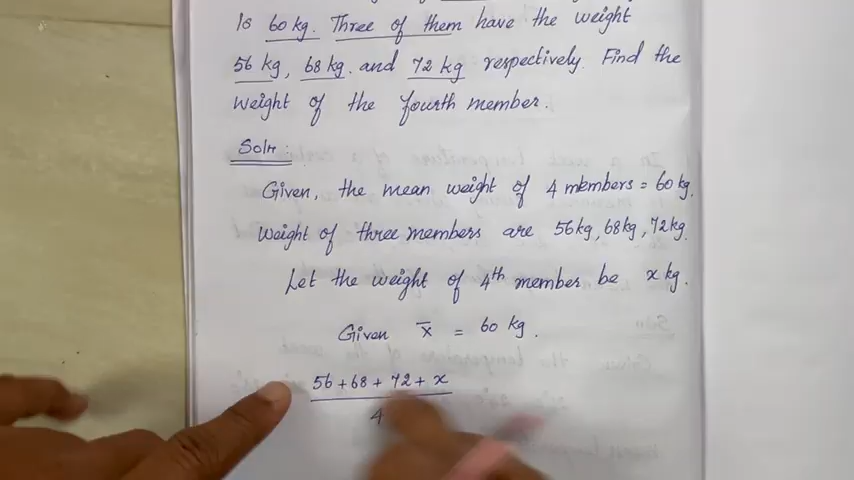 Is 60 kg. Three of them have the weight
56 kg, 68 kg. and 72 kg respectively. Find the
weight of the fourth member.
Soln:
Given, the mean weight of 4 members = 60 kg.
Weight of three members are 56kg, 68kg, 72kg.
Let the weight of 4th member be x kg.
Given x̄ = 60 kg.
56 + 68 + 72 + x
4